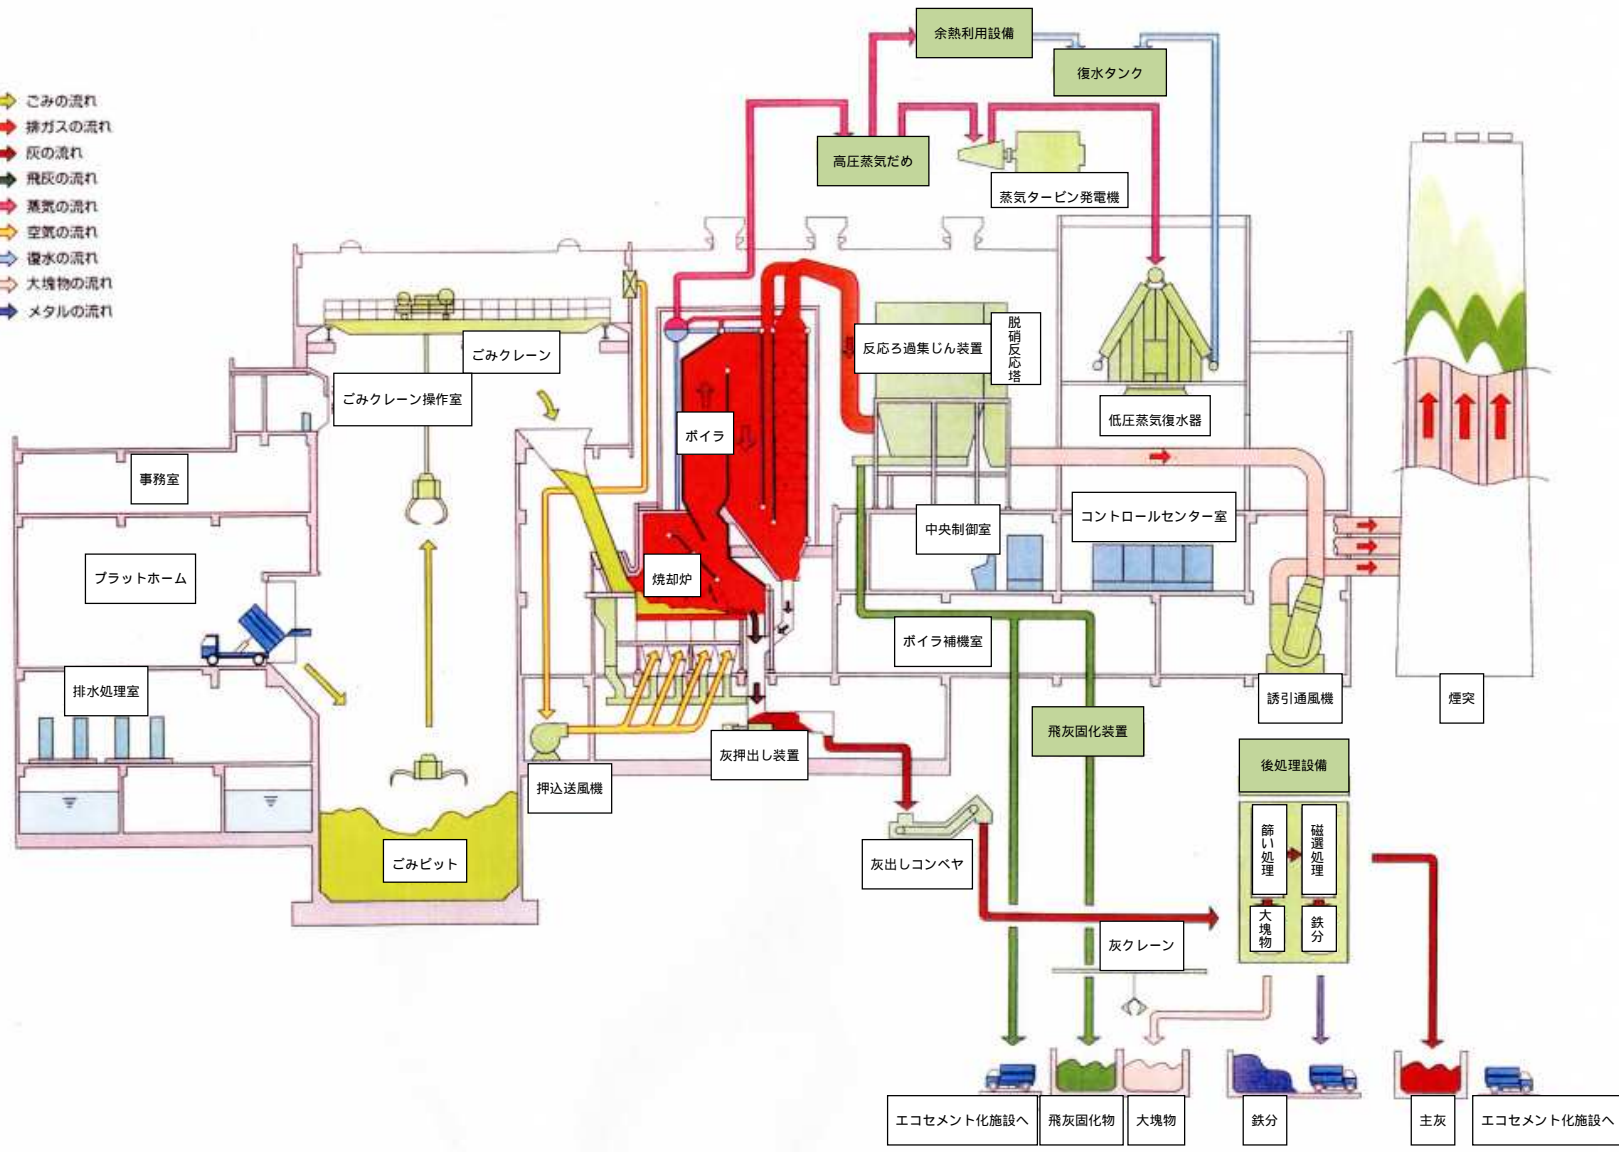 余熱利用設備
復水タンク
ごみの流れ
排ガスの流れ
灰の流れ
飛灰の流れ
蒸気の流れ
空気の流れ
復水の流れ
大塊物の流れ
メタルの流れ
高圧蒸気だめ
蒸気タービン発電機
ごみクレーン
ごみクレーン操作室
反応ろ過集じん装置
脱硝反応塔
低圧蒸気復水器
ボイラ
事務室
中央制御室
コントロールセンター室
プラットホーム
焼却炉
ボイラ補機室
排水処理室
誘引通風機
煙突
飛灰固化装置
灰押出し装置
押込送風機
後処理設備
ごみピット
灰出しコンベヤ
篩い処理
磁選処理
大塊物
鉄分
灰クレーン
エコセメント化施設へ
飛灰固化物
大塊物
鉄分
主灰
エコセメント化施設へ